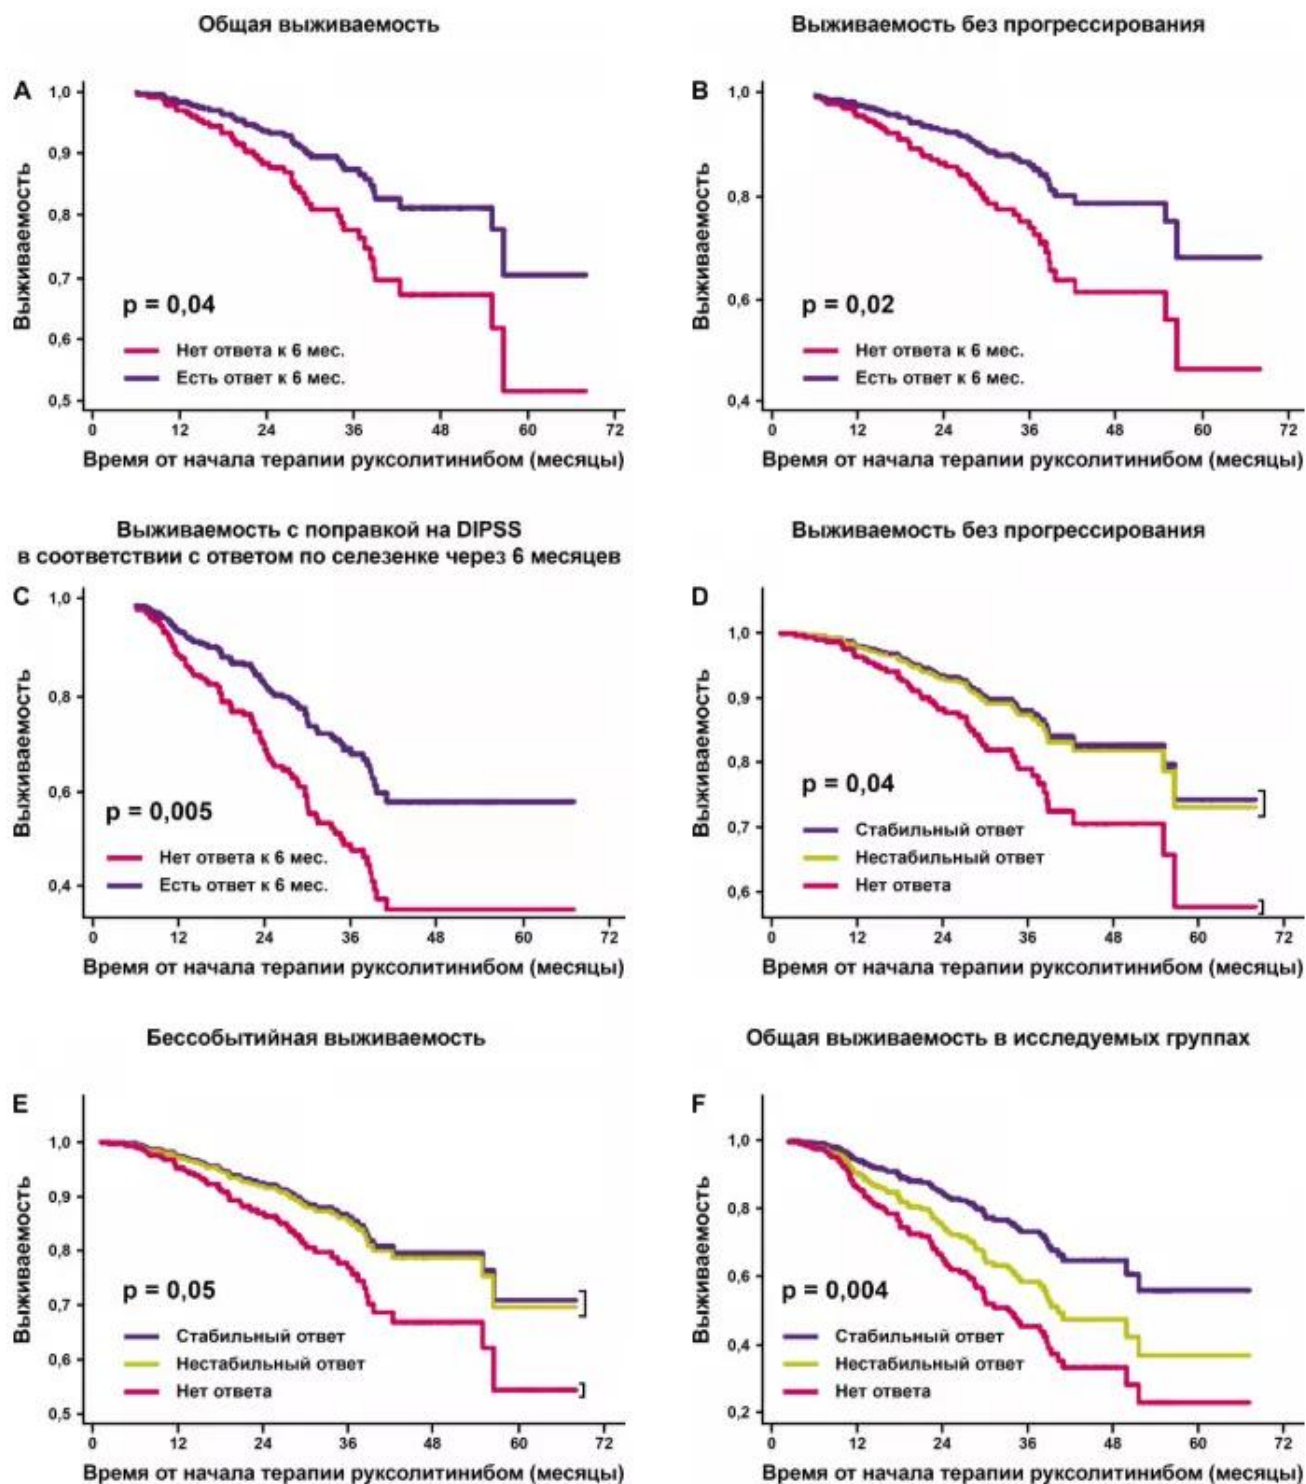 Общая выживаемость
A
Выживаемость
1,0
0,9
0,8
0,7
0,6
0,5
p = 0,04
Нет ответа к 6 мес.
Есть ответ к 6 мес.
0 12 24 36 48 60 72
Время от начала терапии руксолитинибом (месяцы)
Выживаемость без прогрессирования
B
Выживаемость
1,0
0,8
0,6
0,4
p = 0,02
Нет ответа к 6 мес.
Есть ответ к 6 мес.
0 12 24 36 48 60 72
Время от начала терапии руксолитинибом (месяцы)
Выживаемость с поправкой на DIPSS
в соответствии с ответом по селезенке через 6 месяцев
C
Выживаемость
1,0
0,8
0,6
0,4
p = 0,005
Нет ответа к 6 мес.
Есть ответ к 6 мес.
0 12 24 36 48 60 72
Время от начала терапии руксолитинибом (месяцы)
Выживаемость без прогрессирования
D
Выживаемость
1,0
0,9
0,8
0,7
0,6
p = 0,04
Стабильный ответ
Нестабильный ответ
Нет ответа
0 12 24 36 48 60 72
Время от начала терапии руксолитинибом (месяцы)
Бессобытийная выживаемость
E
Выживаемость
1,0
0,9
0,8
0,7
0,6
0,5
p = 0,05
Стабильный ответ
Нестабильный ответ
Нет ответа
0 12 24 36 48 60 72
Время от начала терапии руксолитинибом (месяцы)
Общая выживаемость в исследуемых группах
F
Выживаемость
1,0
0,8
0,6
0,4
0,2
p = 0,004
Стабильный ответ
Нестабильный ответ
Нет ответа
0 12 24 36 48 60 72
Время от начала терапии руксолитинибом (месяцы)